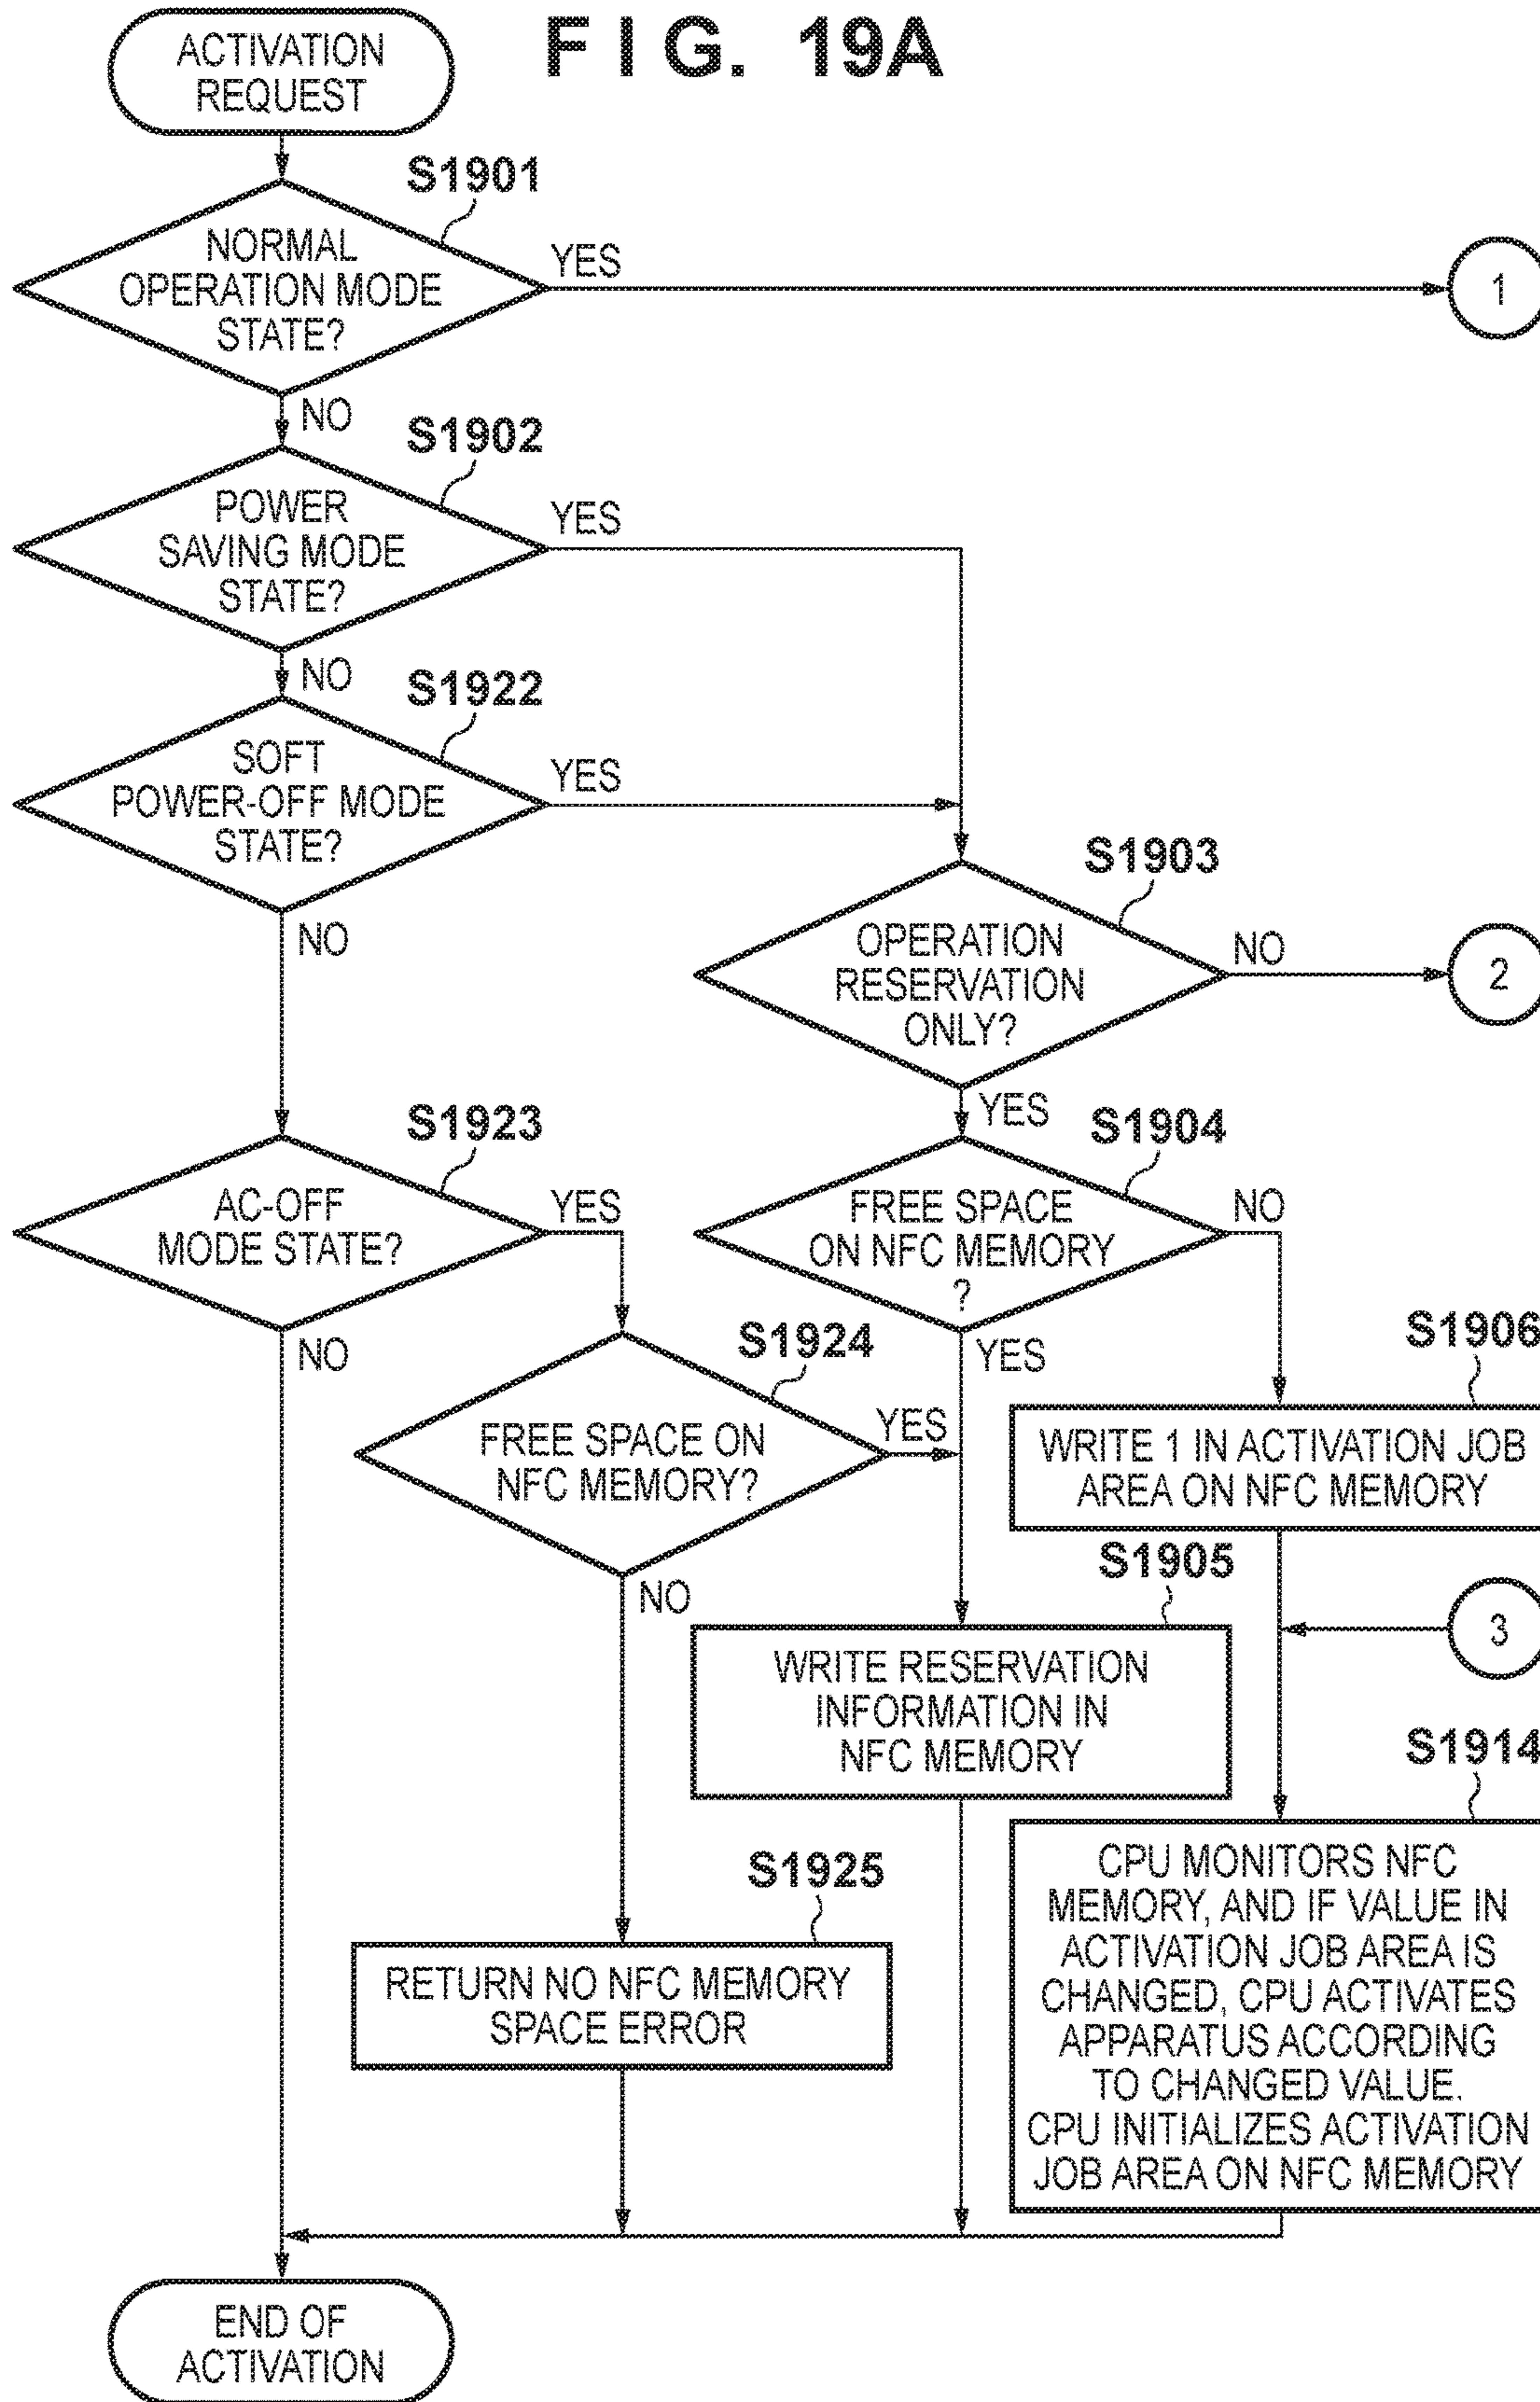 FIG. 19A
ACTIVATION
REQUEST
S1901
NORMAL
OPERATION MODE
STATE?
YES
1
NO
S1902
POWER
SAVING MODE
STATE?
YES
NO
S1922
SOFT
POWER-OFF MODE
STATE?
YES
NO
S1903
OPERATION
RESERVATION
ONLY?
NO
2
YES
S1923
AC-OFF
MODE STATE?
YES
NO
S1904
FREE SPACE
ON NFC MEMORY
?
NO
YES
S1924
FREE SPACE ON
NFC MEMORY?
YES
NO
S1906
WRITE 1 IN ACTIVATION JOB
AREA ON NFC MEMORY
S1905
WRITE RESERVATION
INFORMATION IN
NFC MEMORY
3
S1914
CPU MONITORS NFC
MEMORY, AND IF VALUE IN
ACTIVATION JOB AREA IS
CHANGED, CPU ACTIVATES
APPARATUS ACCORDING
TO CHANGED VALUE.
CPU INITIALIZES ACTIVATION
JOB AREA ON NFC MEMORY
S1925
RETURN NO NFC MEMORY
SPACE ERROR
END OF
ACTIVATION